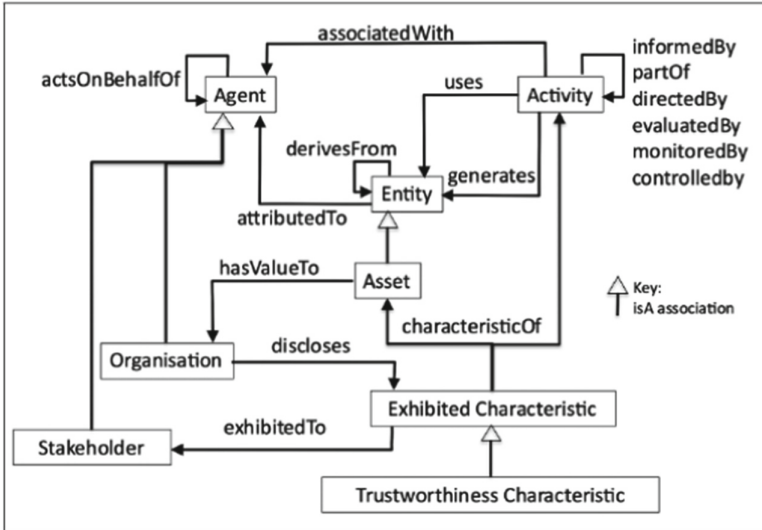 associatedWith
informedBy
actsOnBehalfOf
partOf
Agent
uses
Activity
directedBy
evaluatedBy
derivesFrom
monitoredBy
generates
controlledby
Entity
attributedTo
hasValueTo
Asset
Key:
isA association
characteristicOf
discloses
Organisation
Exhibited Characteristic
exhibitedTo
Stakeholder
Trustworthiness Characteristic